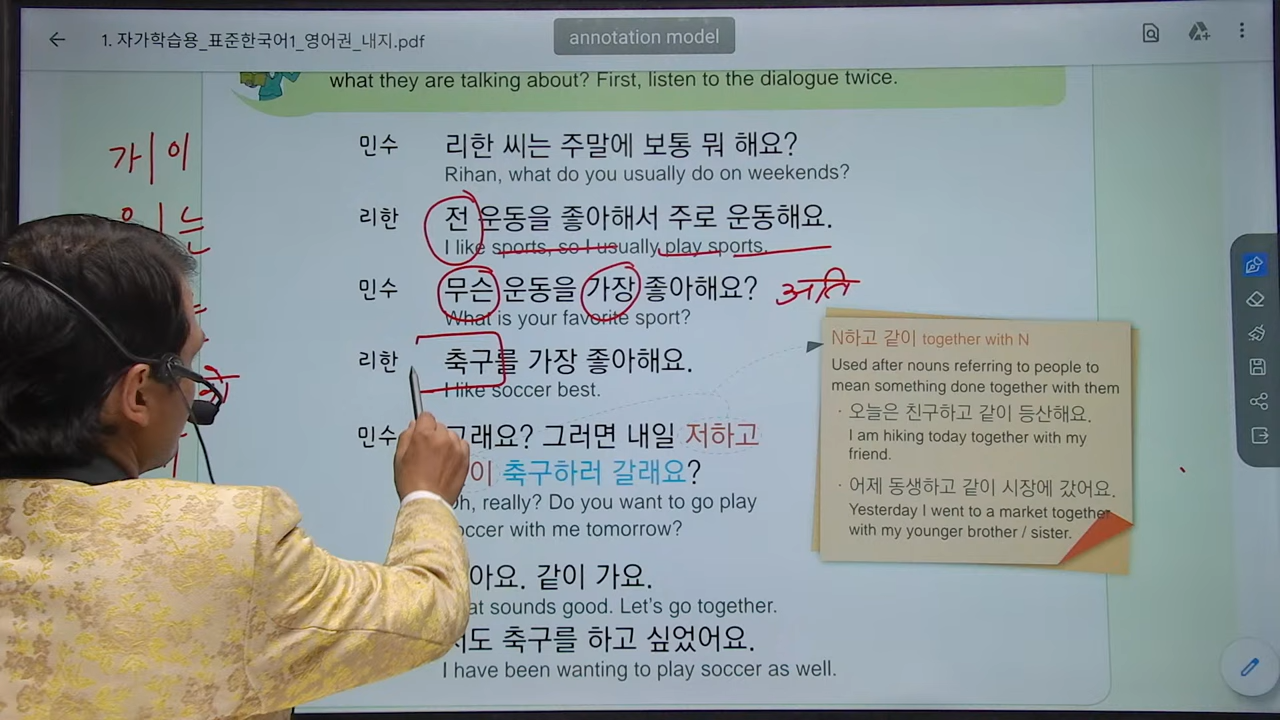 1. 자가학습용_표준한국어1_영어권_내지.pdf
annotation model
what they are talking about? First, listen to the dialogue twice.
민수 리한 씨는 주말에 보통 뭐 해요?
Rihan, what do you usually do on weekends?
리한 전 운동을 좋아해서 주로 운동해요.
I like sports, so I usually play sports.
민수 무슨 운동을 가장 좋아해요? अति
What is your favorite sport?
리한 축구를 가장 좋아해요.
I like soccer best.
민수 그래요? 그러면 내일 저하고
축구하러 갈래요?
Oh, really? Do you want to go play
soccer with me tomorrow?
같이 가요.
sounds good. Let's go together.
축구를 하고 싶었어요.
I have been wanting to play soccer as well.
N하고 같이 together with N
Used after nouns referring to people to
mean something done together with them
· 오늘은 친구하고 같이 등산해요.
I am hiking today together with my
friend.
· 어제 동생하고 같이 시장에 갔어요.
Yesterday I went to a market together
with my younger brother / sister.
가 | 이
| 는